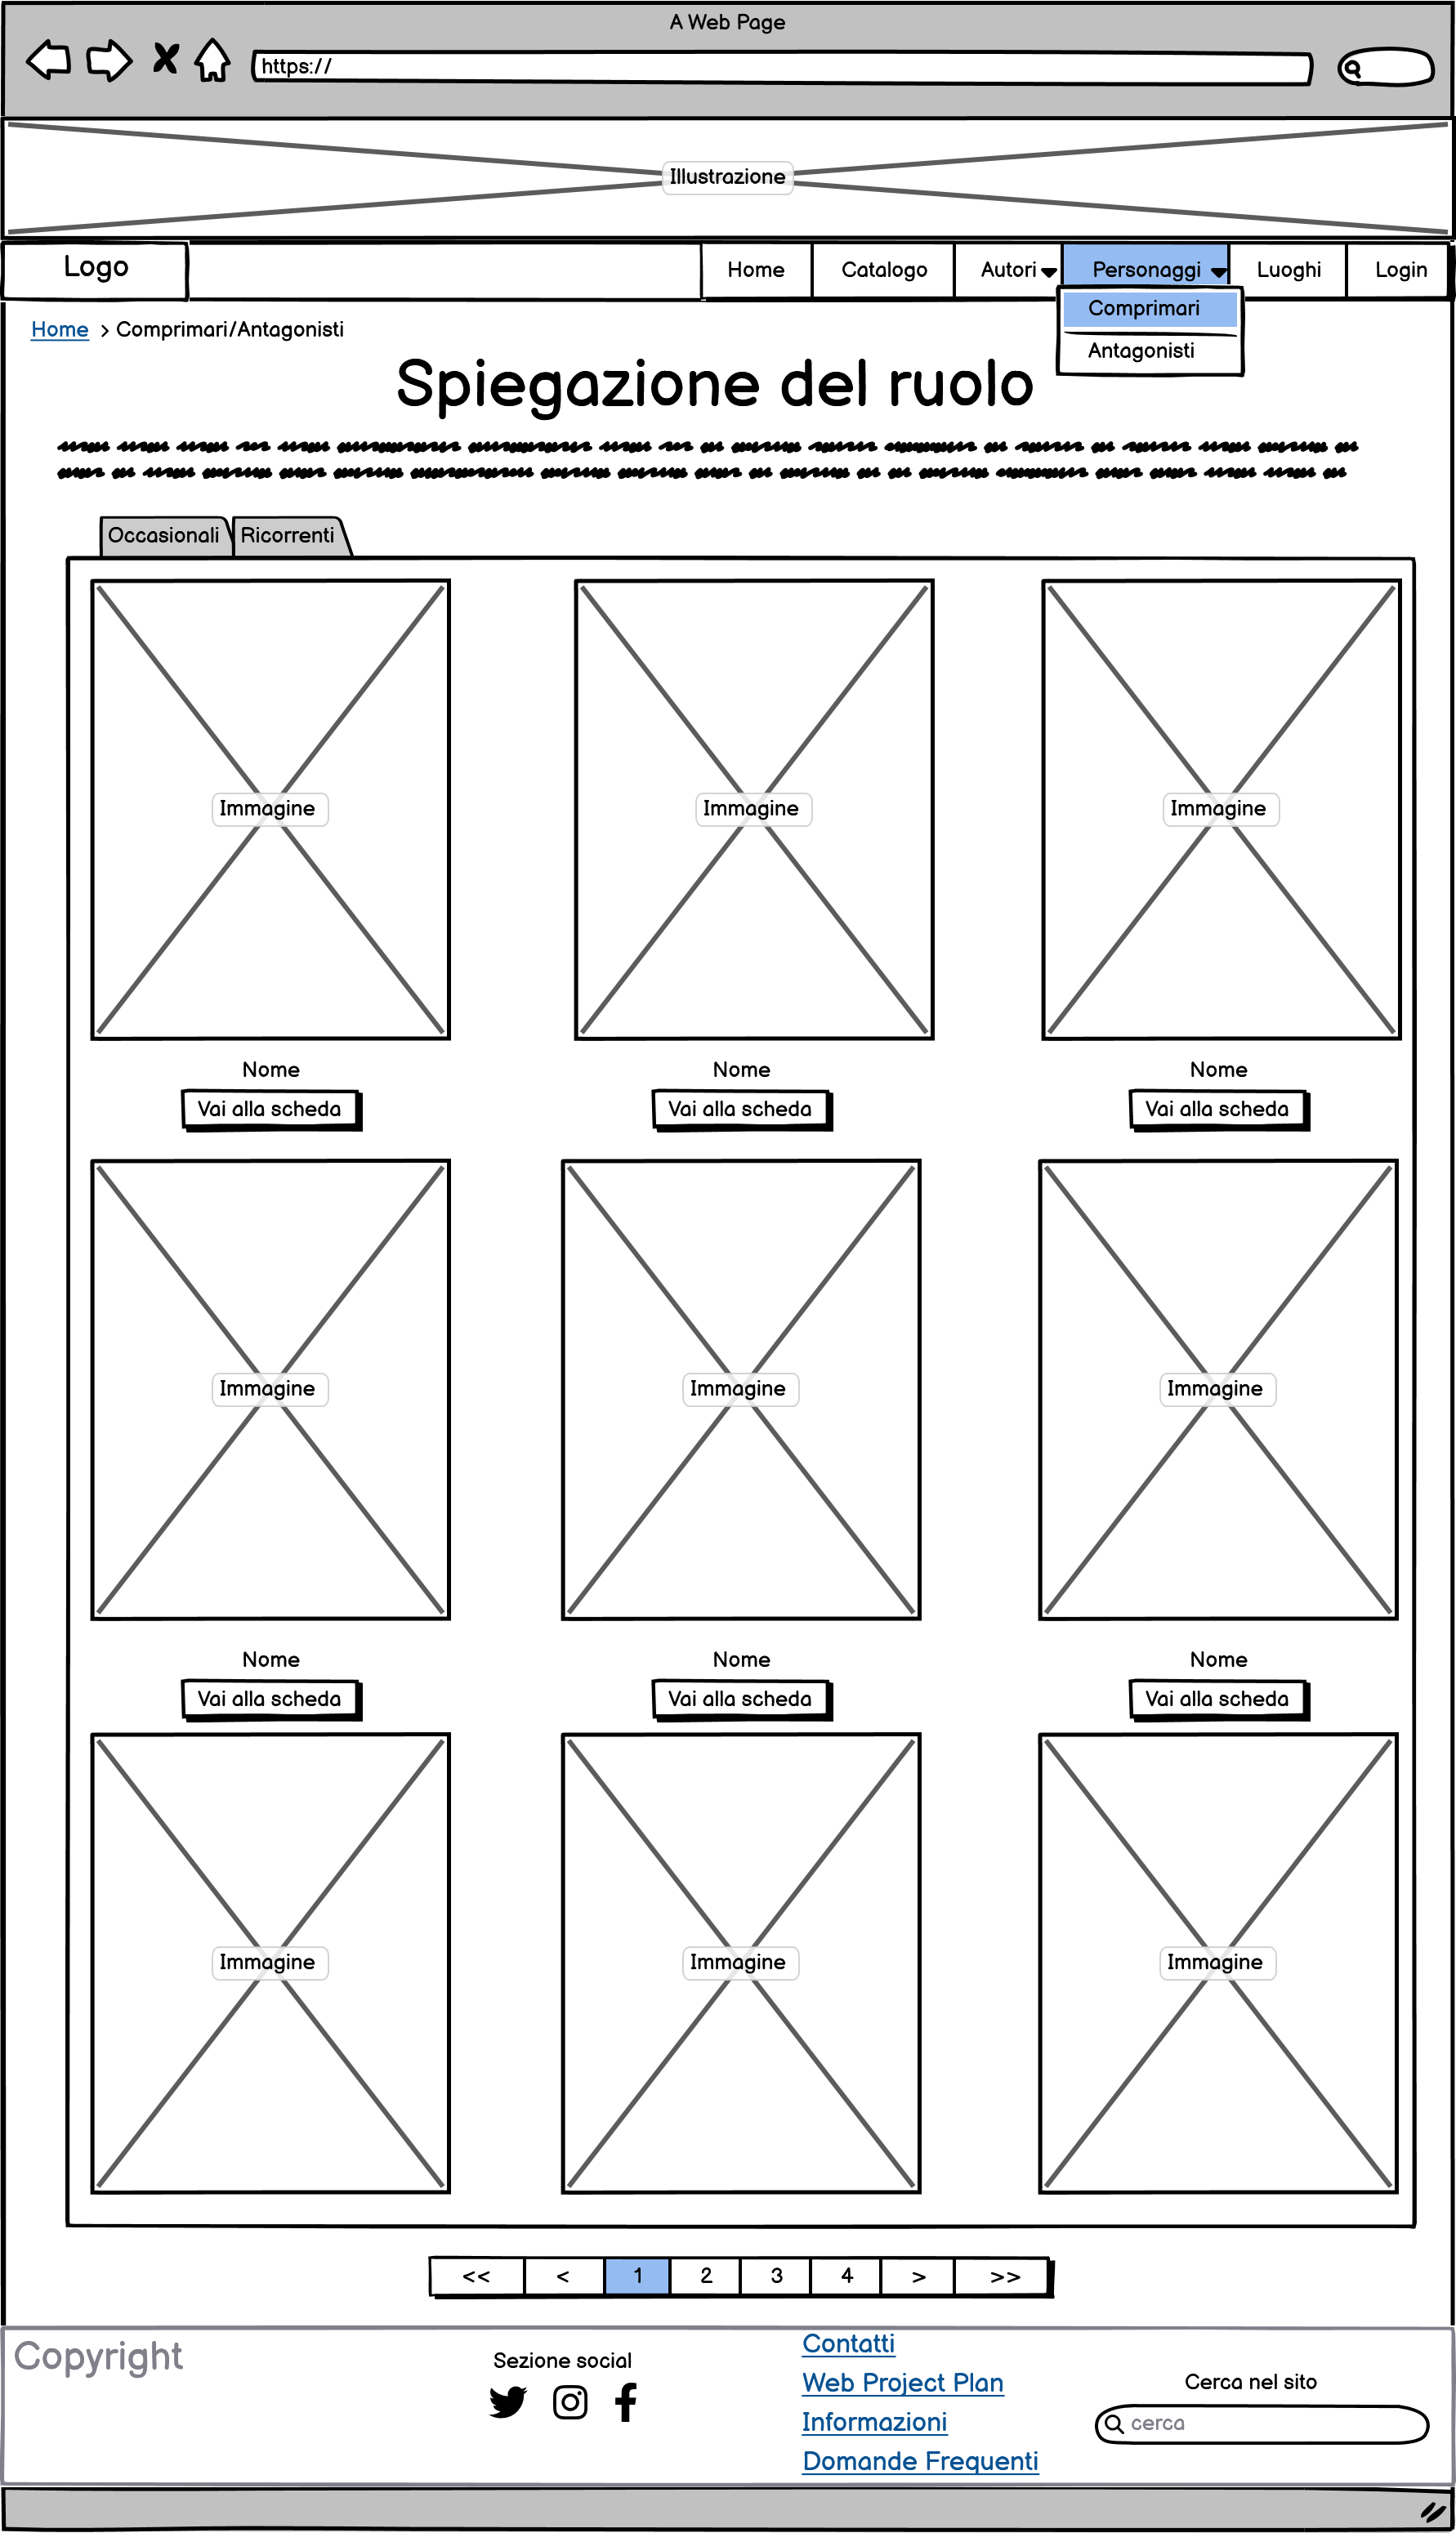 A Web Page
https://
Illustrazione
Logo
Home Catalogo Autori Personaggi Luoghi Login
Comprimari
Antagonisti
Home > Comprimari/Antagonisti
Spiegazione del ruolo
Occasionali Ricorrenti
Immagine Immagine Immagine
Nome Nome Nome
Vai alla scheda Vai alla scheda Vai alla scheda
Immagine Immagine Immagine
Nome Nome Nome
Vai alla scheda Vai alla scheda Vai alla scheda
Immagine Immagine Immagine
<< < 1 2 3 4 > >>
Copyright
Sezione social
Contatti
Web Project Plan
Informazioni
Domande Frequenti
Cerca nel sito
cerca